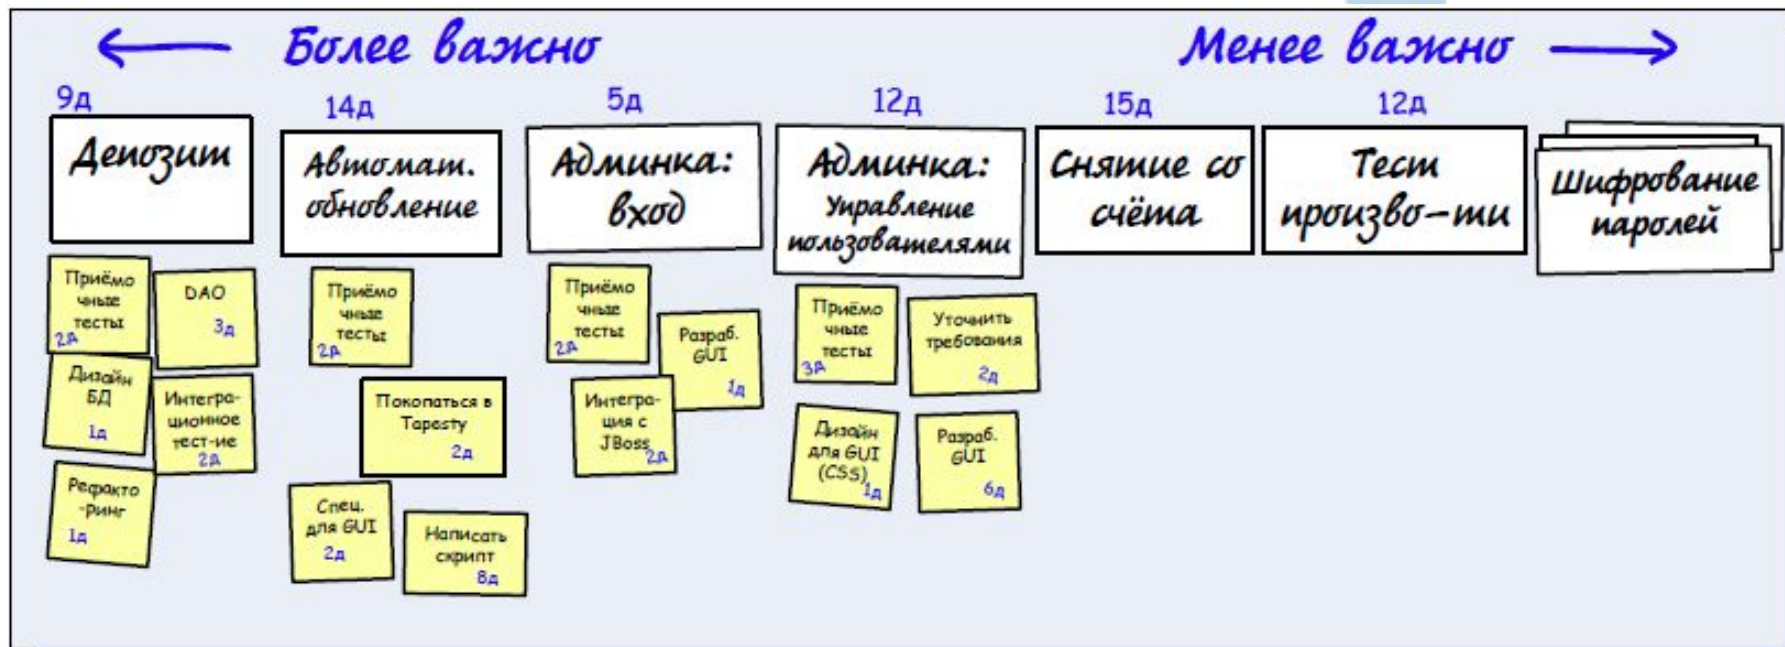 Более важно
Менее важно
9д
14д
5д
12д
15д
12д
Депозит
Автомат.
обновление
Админка:
вход
Админка:
Управление
пользователями
Снятие со
счёта
Тест
произво-ти
Шифрование
паролей
Приёмо
чные
тесты
2д
DAO
3д
Дизайн
БД
1д
Интегра-
ционное
тест-ие
2д
Рефакто
-ринг
1д
Приёмо
чные
тесты
2д
Покопаться в
Tapesty
2д
Спец.
для GUI
2д
Написать
скрипт
8д
Приёмо
чные
тесты
2д
Разраб.
GUI
1д
Интегра-
ция с
JBoss
2д
Приёмо
чные
тесты
3д
Уточнить
требования
2д
Дизайн
для GUI
(CSS)
1д
Разраб.
GUI
6д